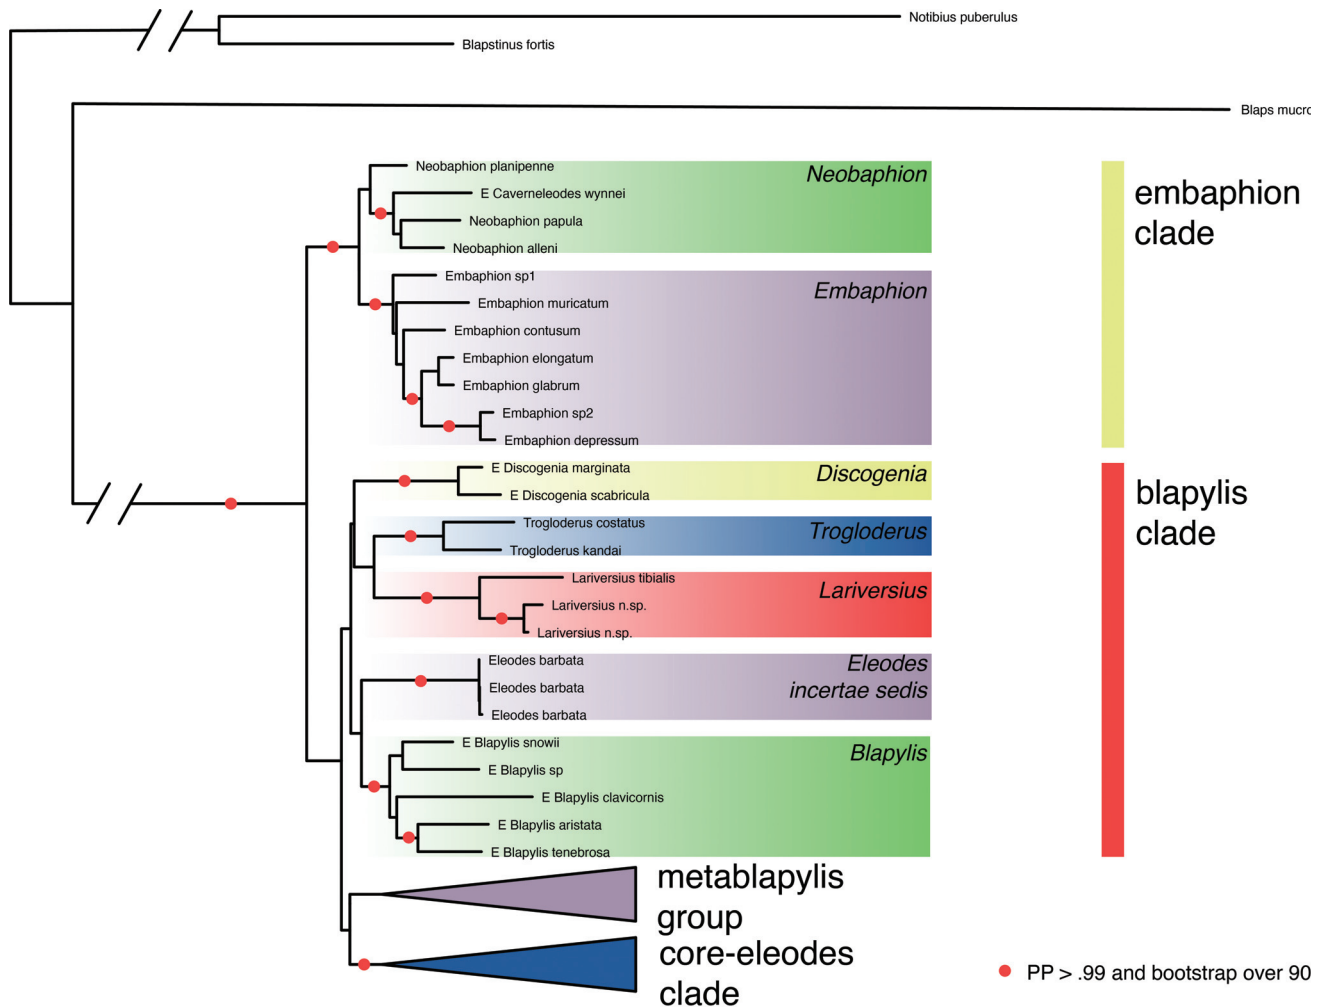 Notibius puberulus
Blapstinus fortis
Blaps mucro
Neobaphion planipenne
Neobaphion
E Caverneleodes wynnei
Neobaphion papula
Neobaphion alleni
embaphion
clade
Embaphion sp1
Embaphion
Embaphion muricatum
Embaphion contusum
Embaphion elongatum
Embaphion glabrum
Embaphion sp2
Embaphion depressum
E Discogenia marginata
Discogenia
E Discogenia scabricula
blapylis
clade
Trogloderus costatus
Trogloderus
Trogloderus kandai
Lariversius tibialis
Lariversius
Lariversius n.sp.
Lariversius n.sp.
Eleodes barbata
Eleodes
incertae sedis
Eleodes barbata
Eleodes barbata
E Blapylis snowii
Blapylis
E Blapylis sp
E Blapylis clavicornis
E Blapylis aristata
E Blapylis tenebrosa
metablapylis
group
core-eleodes
clade
PP > .99 and bootstrap over 90